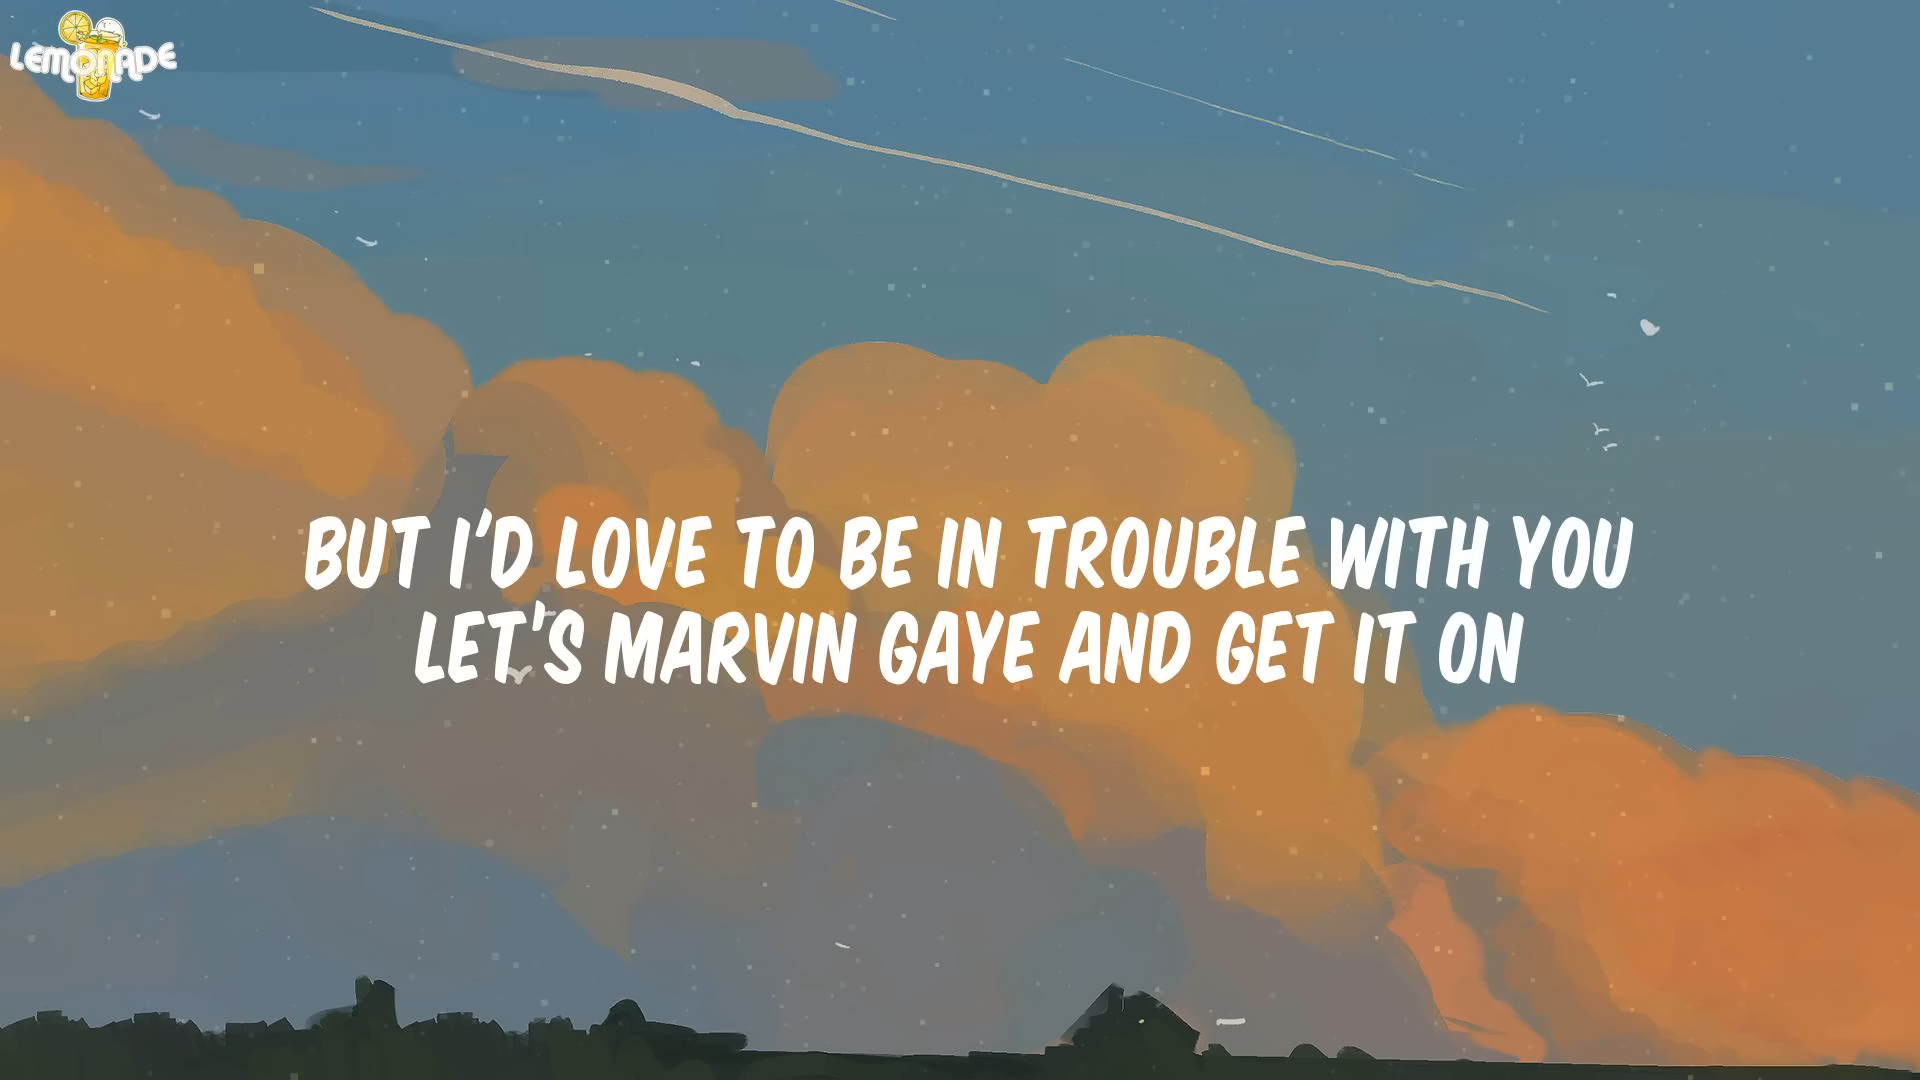 LEMONADE
BUT I'D LOVE TO BE IN TROUBLE WITH YOU
LET'S MARVIN GAYE AND GET IT ON